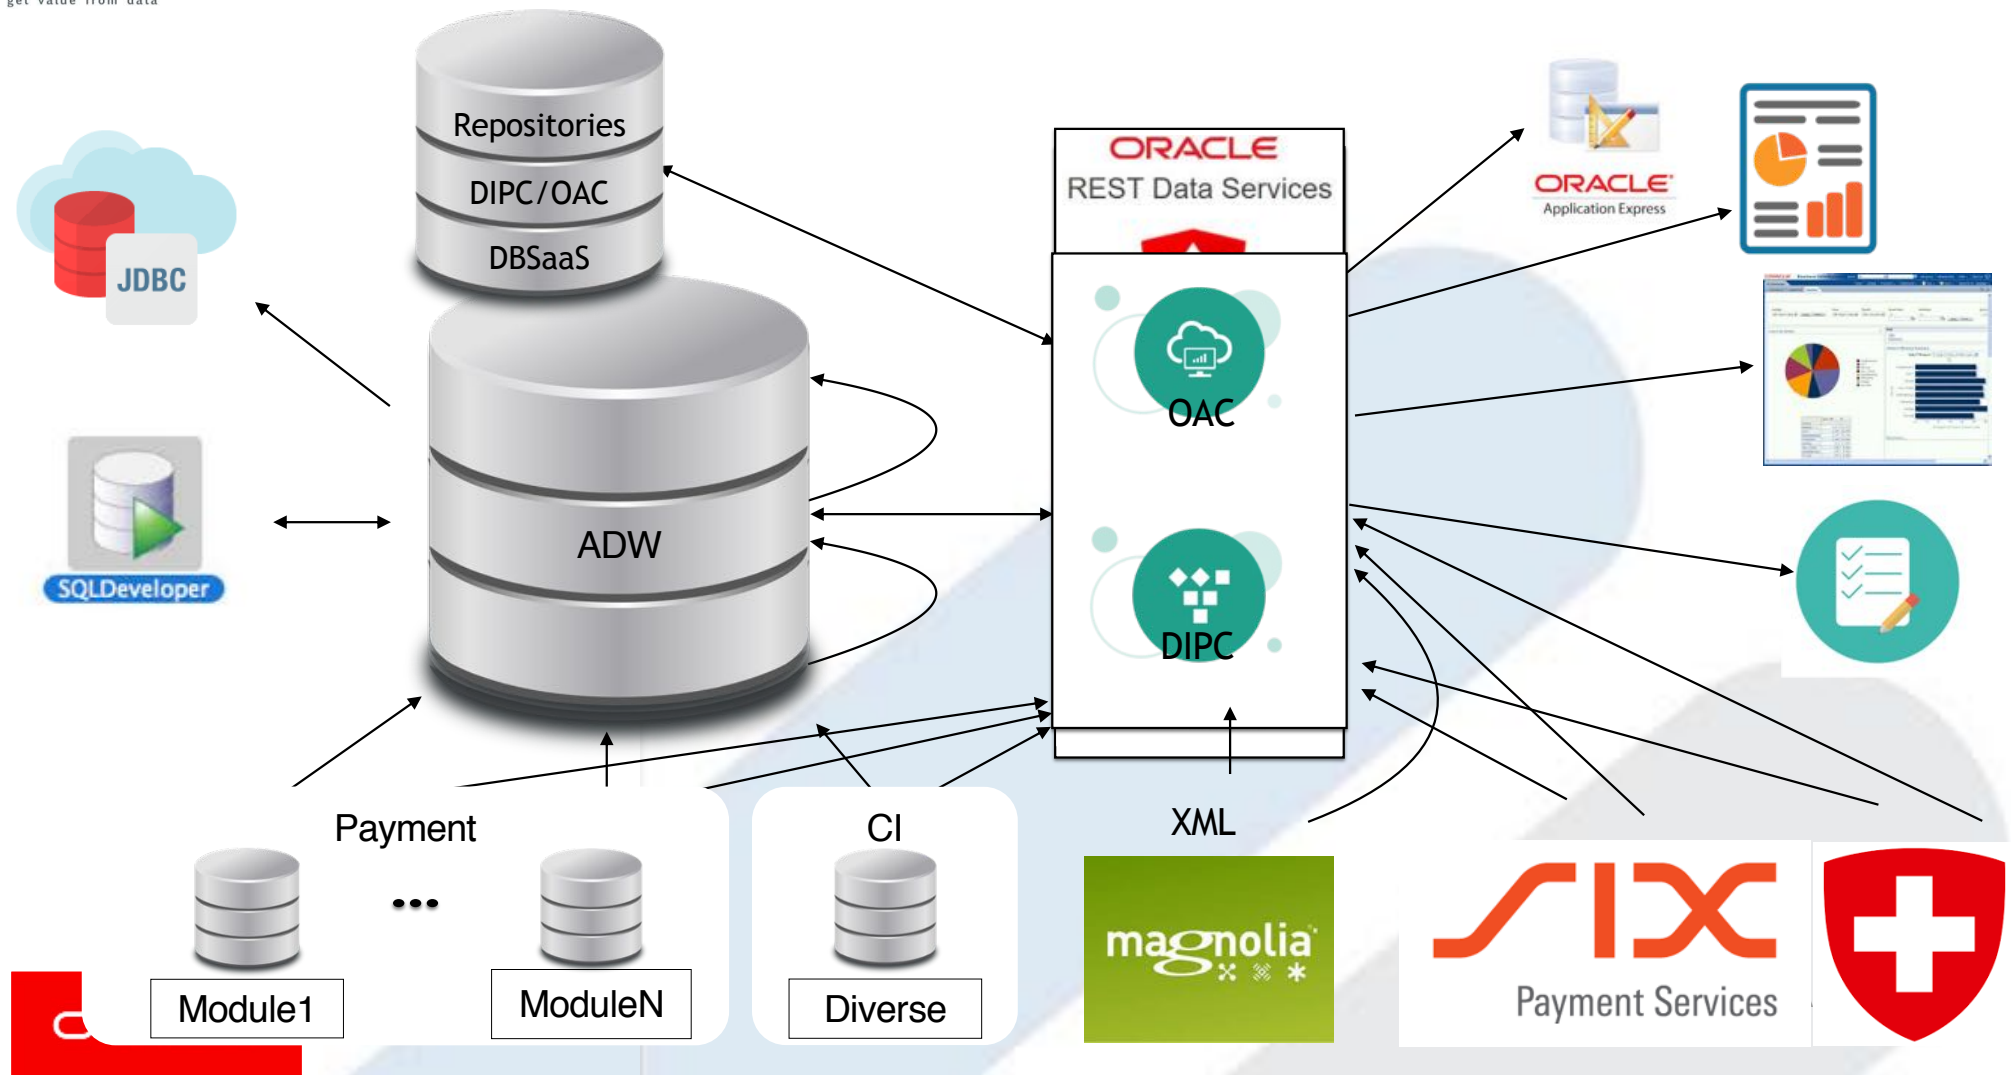 get value from data
Repositories
DIPC/OAC
DBSaaS
JDBC
SQLDeveloper
ADW
ORACLE
REST Data Services
OAC
DIPC
ORACLE
Application Express
Payment
Module1
...
ModuleN
CI
Diverse
XML
magnolia
SIX
Payment Services